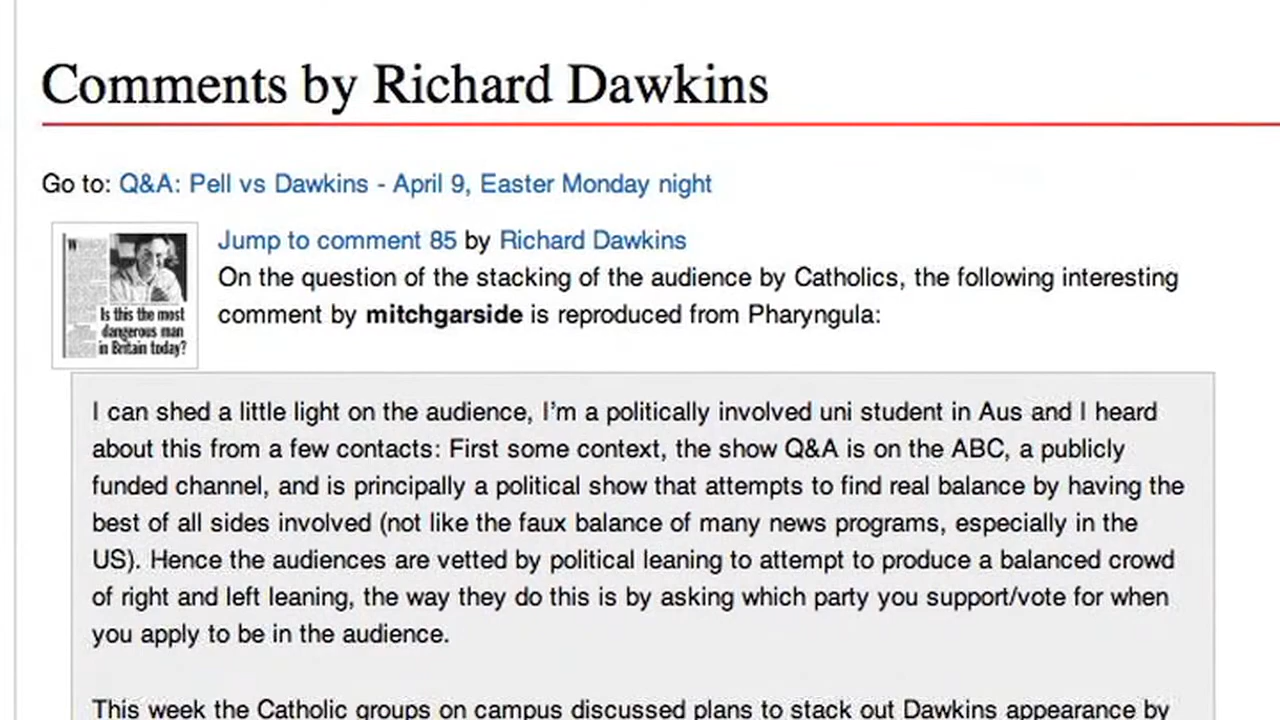 Comments by Richard Dawkins
Go to: Q&A: Pell vs Dawkins - April 9, Easter Monday night
Jump to comment 85 by Richard Dawkins
On the question of the stacking of the audience by Catholics, the following interesting
comment by mitchgarside is reproduced from Pharyngula:
Is this the most
dangerous man
in Britain today?
I can shed a little light on the audience, I’m a politically involved uni student in Aus and I heard
about this from a few contacts: First some context, the show Q&A is on the ABC, a publicly
funded channel, and is principally a political show that attempts to find real balance by having the
best of all sides involved (not like the faux balance of many news programs, especially in the
US). Hence the audiences are vetted by political leaning to attempt to produce a balanced crowd
of right and left leaning, the way they do this is by asking which party you support/vote for when
you apply to be in the audience.
This week the Catholic groups on campus discussed plans to stack out Dawkins appearance by